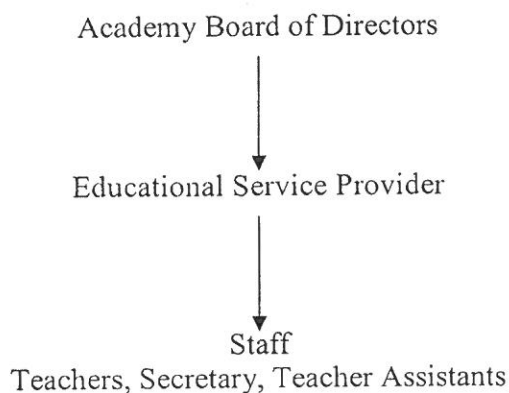 Academy Board of Directors
Educational Service Provider
Staff
Teachers, Secretary, Teacher Assistants